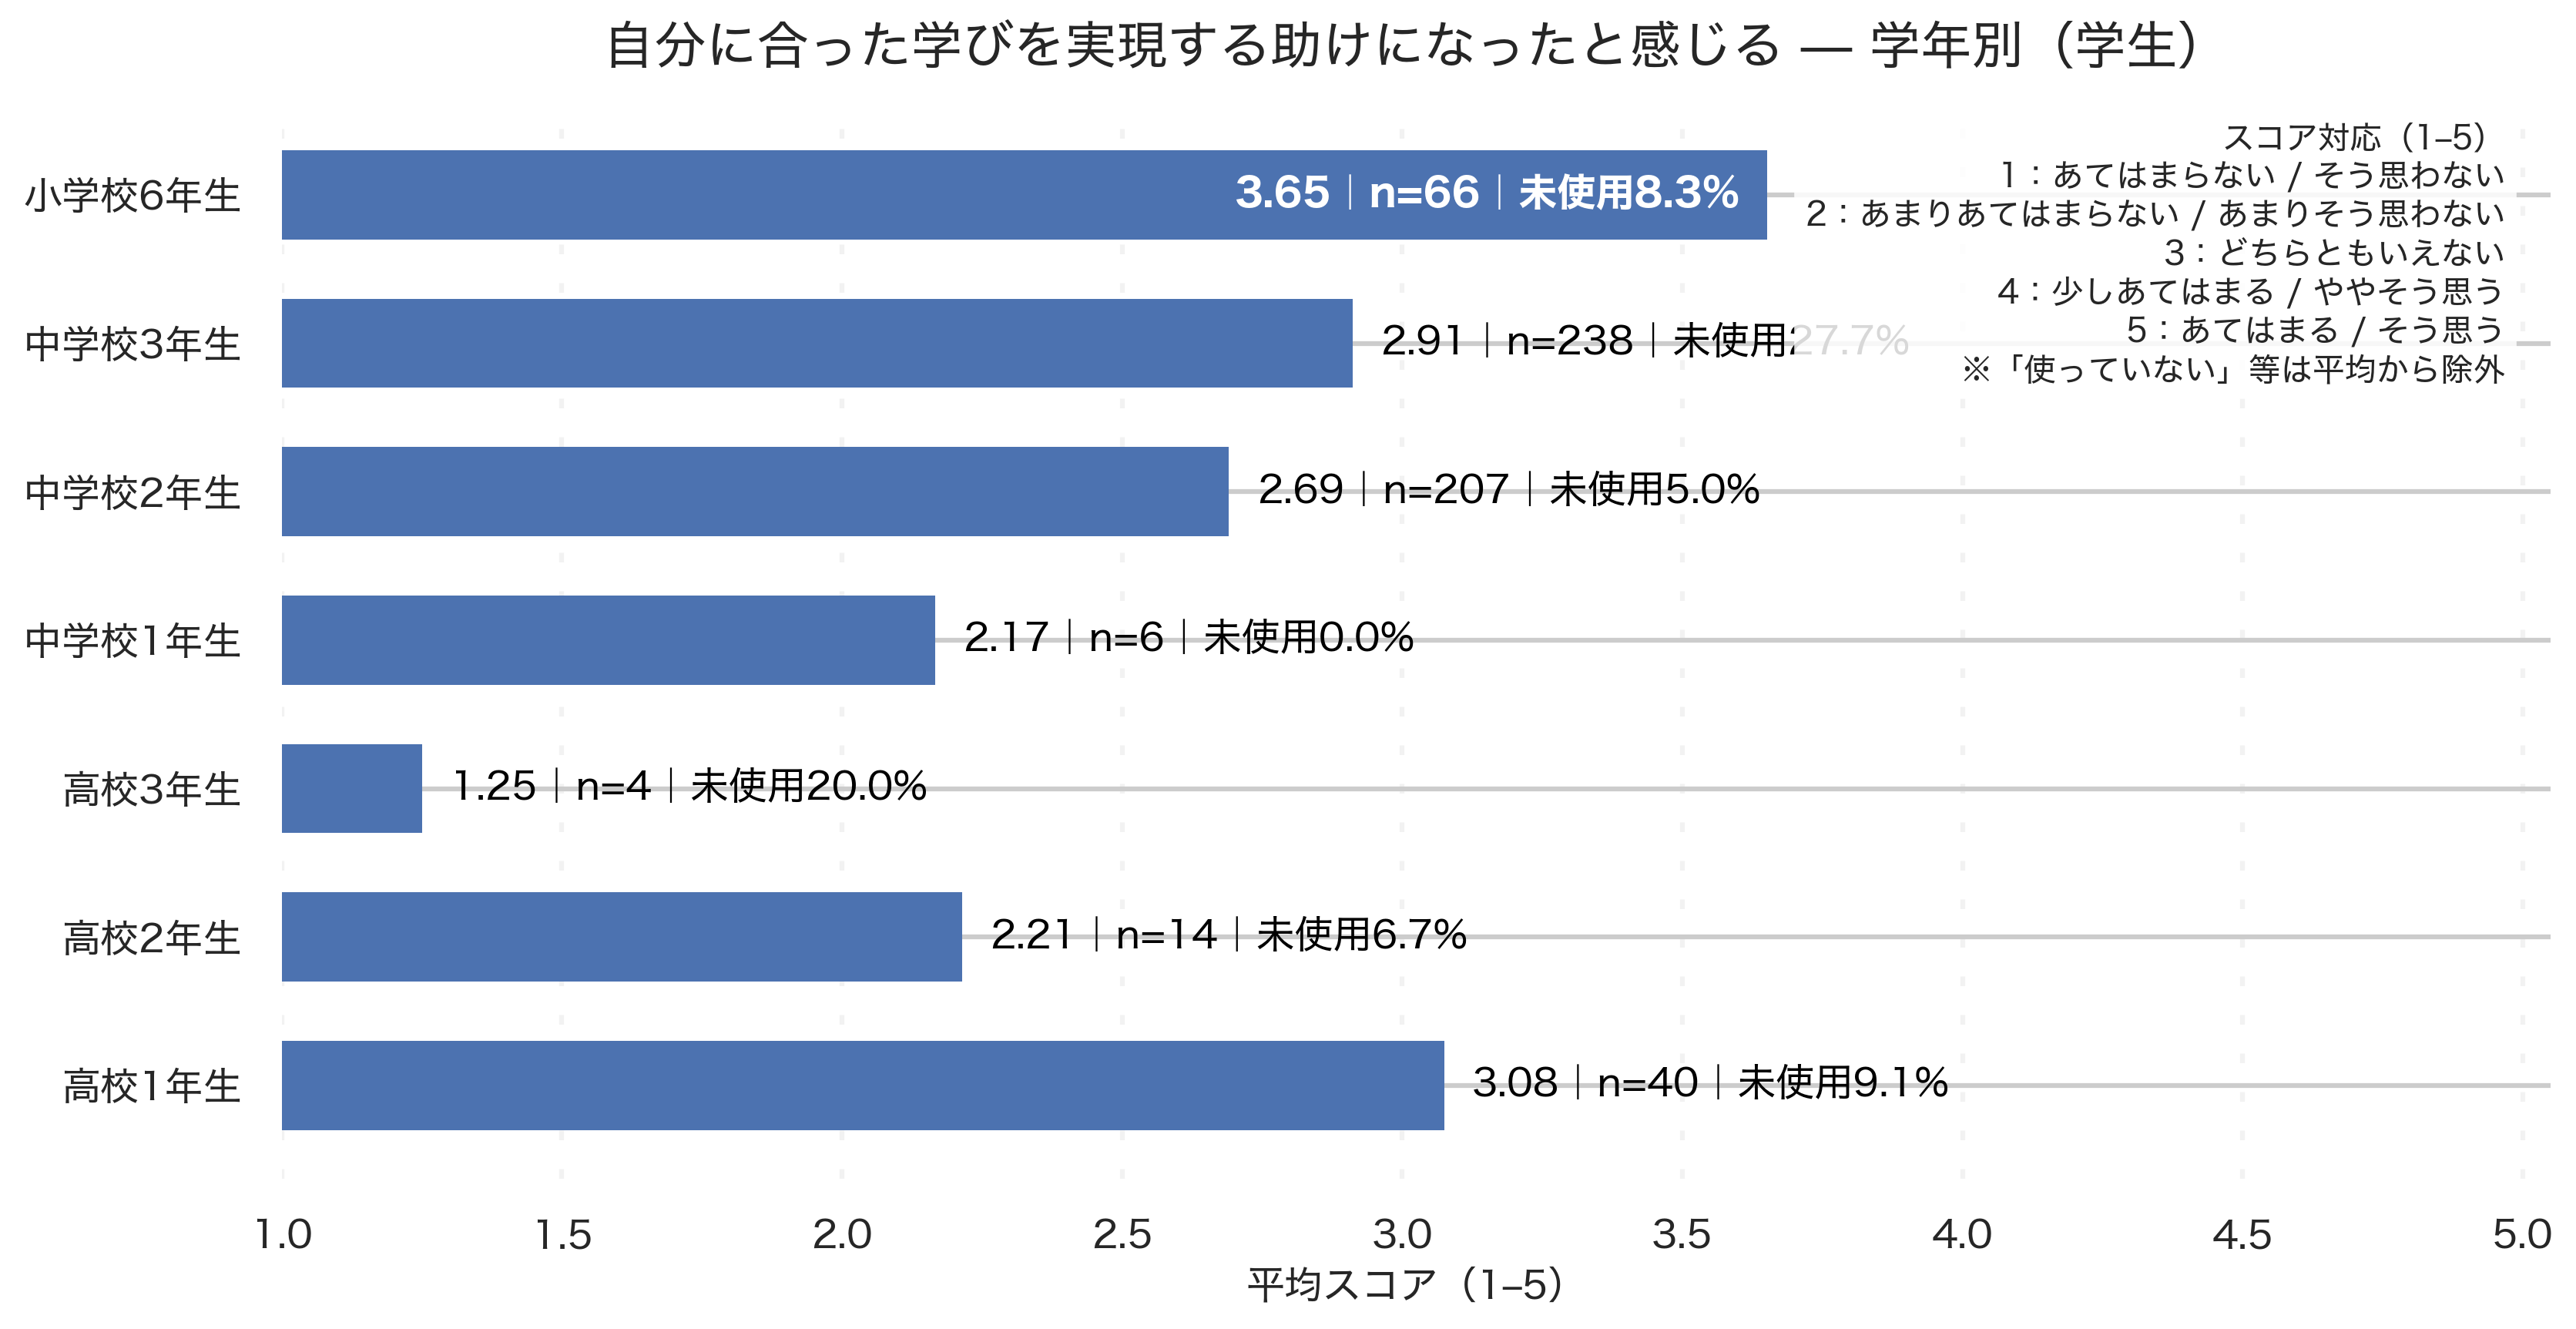 自分に合った学びを実現する助けになったと感じる — 学年別（学生）
スコア対応（1–5）
1：あてはまらない / そう思わない
2：あまりあてはまらない / あまりそう思わない
3：どちらともいえない
4：少しあてはまる / ややそう思う
5：あてはまる / そう思う
※「使っていない」等は平均から除外
小学校6年生 3.65｜n=66｜未使用8.3%
中学校3年生 2.91｜n=238｜未使用27.7%
中学校2年生 2.69｜n=207｜未使用5.0%
中学校1年生 2.17｜n=6｜未使用0.0%
高校3年生 1.25｜n=4｜未使用20.0%
高校2年生 2.21｜n=14｜未使用6.7%
高校1年生 3.08｜n=40｜未使用9.1%
1.0 1.5 2.0 2.5 3.0 3.5 4.0 4.5 5.0
平均スコア（1–5）